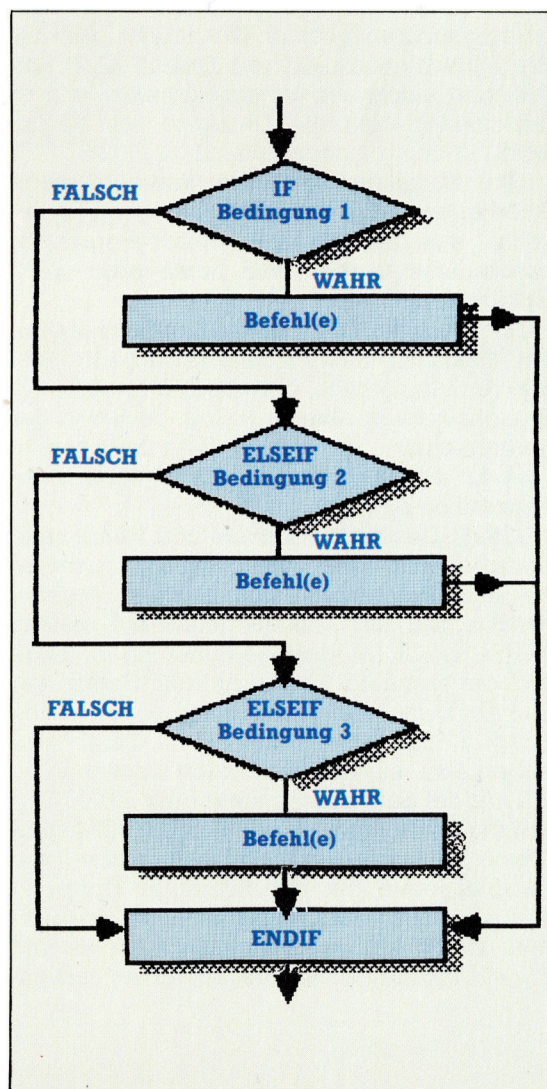 FALSCH
IF
Bedingung 1
WAHR
Befehl(e)
FALSCH
ELSEIF
Bedingung 2
WAHR
Befehl(e)
FALSCH
ELSEIF
Bedingung 3
WAHR
Befehl(e)
ENDIF